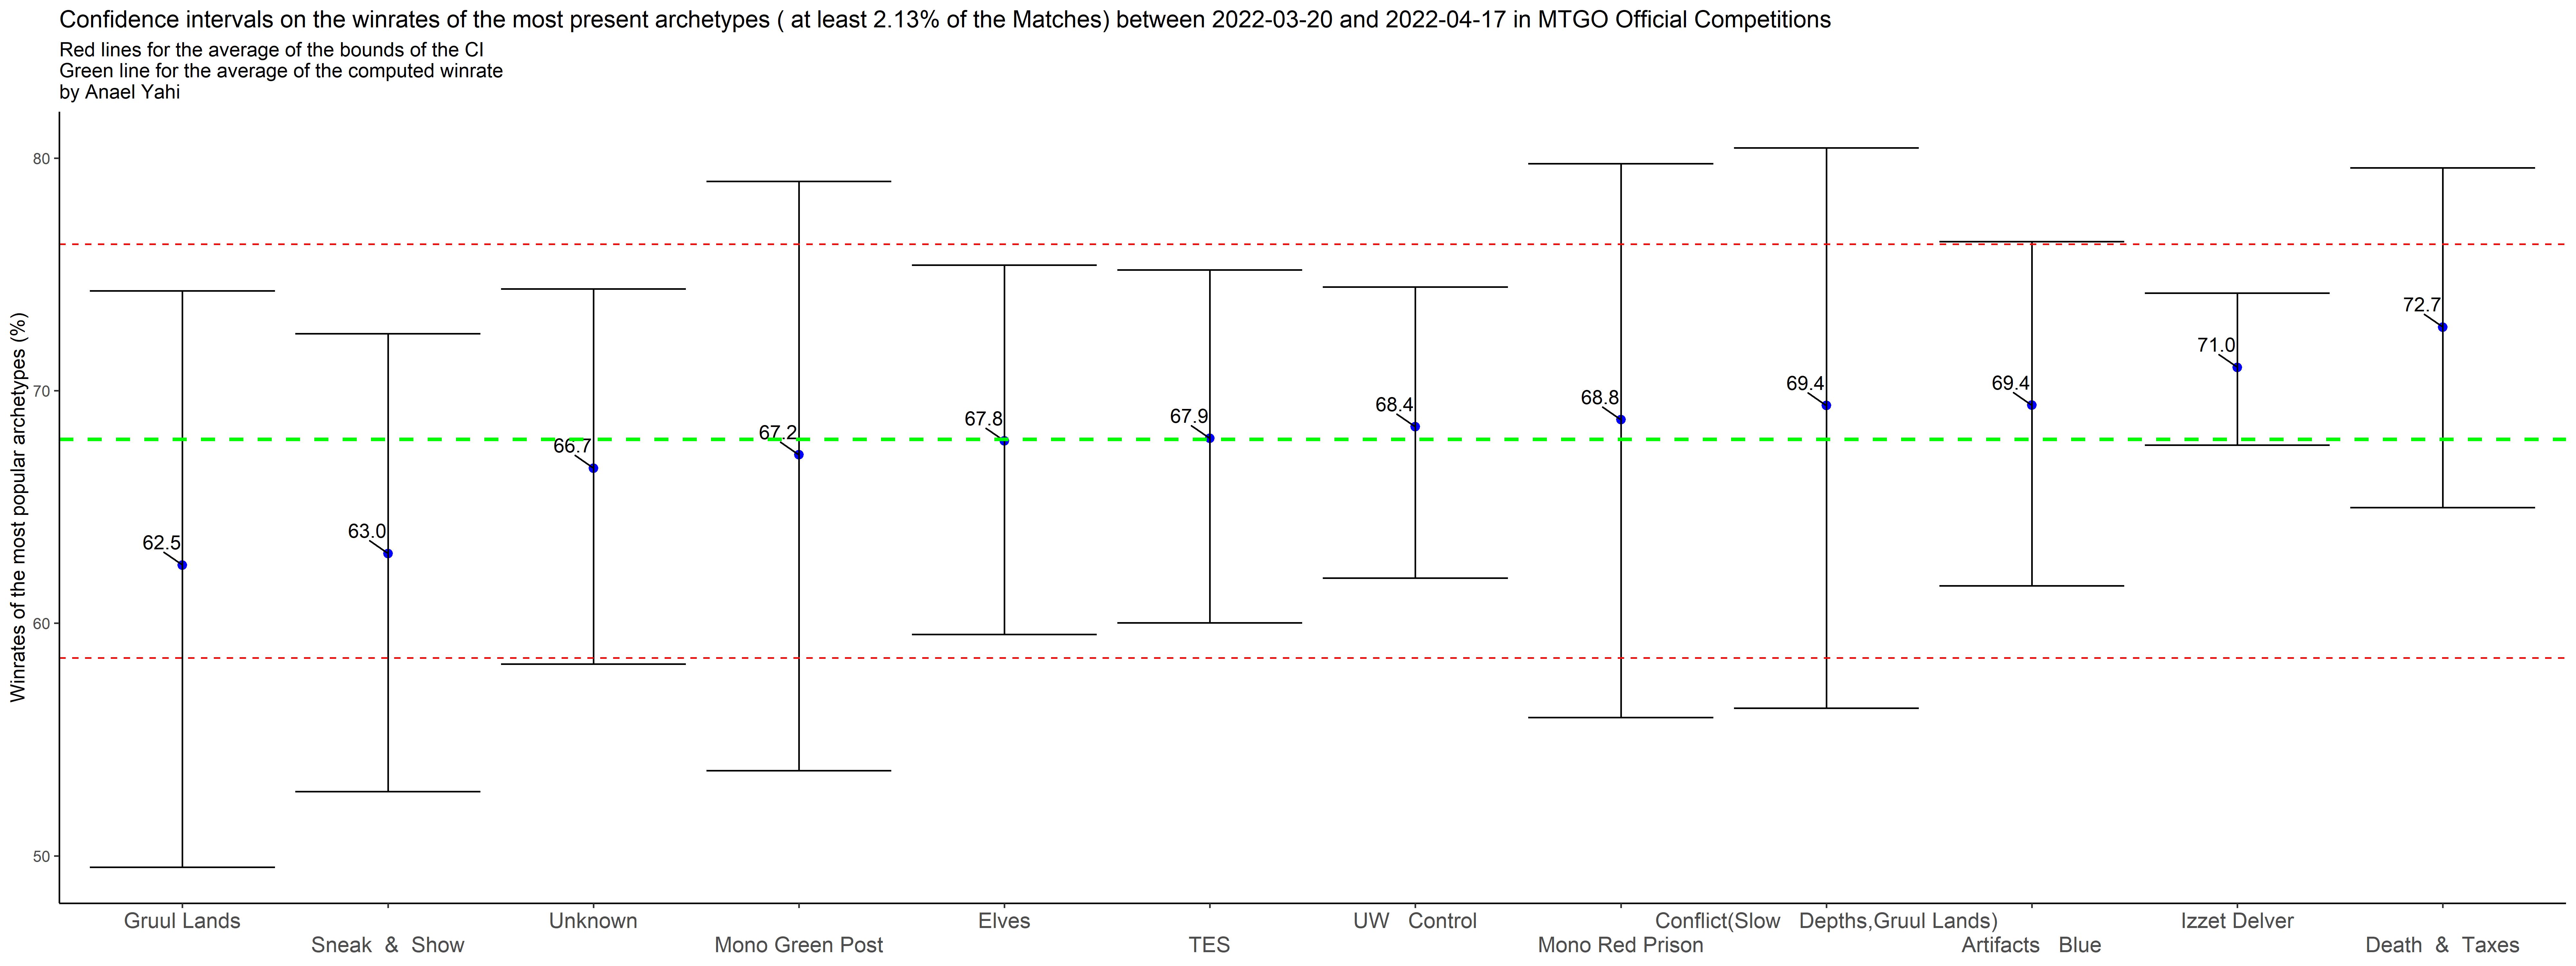 Confidence intervals on the winrates of the most present archetypes ( at least 2.13% of the Matches) between 2022-03-20 and 2022-04-17 in MTGO Official Competitions
Red lines for the average of the bounds of the CI
Green line for the average of the computed winrate
by Anael Yahi
Winrates of the most popular archetypes (%)
80
70
60
50
62.5
63.0
66.7
67.2
67.8
67.9
68.4
68.8
69.4
69.4
71.0
72.7
Gruul Lands
Sneak & Show
Unknown
Mono Green Post
Elves
TES
UW Control
Mono Red Prison
Conflict(Slow Depths,Gruul Lands)
Artifacts Blue
Izzet Delver
Death & Taxes